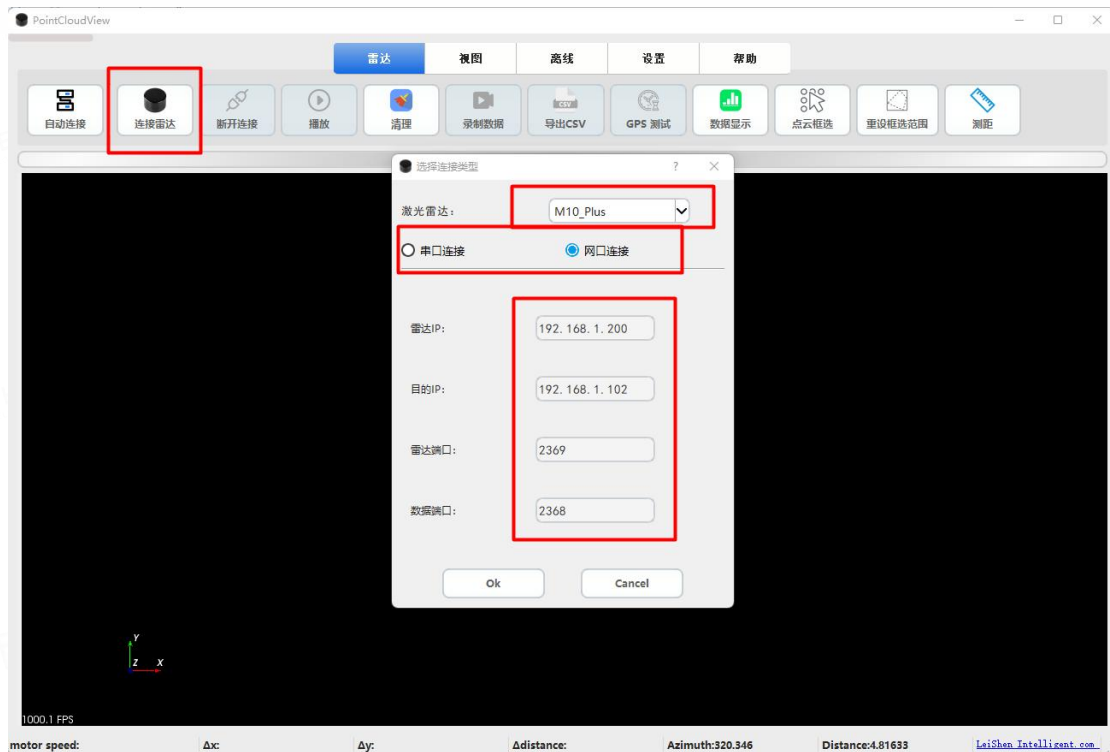 PointCloudView
雷达 视图 离线 设置 帮助
自动连接 连接雷达 断开连接 播放 清理 录制数据 导出CSV GPS 测试 数据显示 点云框选 重设框选范围 测距
CSV
选择连接类型 ?
激光雷达: M10_Plus
串口连接 网口连接
雷达IP: 192.168.1.200
目的IP: 192.168.1.102
雷达端口: 2369
数据端口: 2368
Ok Cancel
Y
Z X
1000.1 FPS
motor speed: Δx: Δy: Δdistance: Azimuth:320.346 Distance:4.81633 LeiShen Intelligent.com